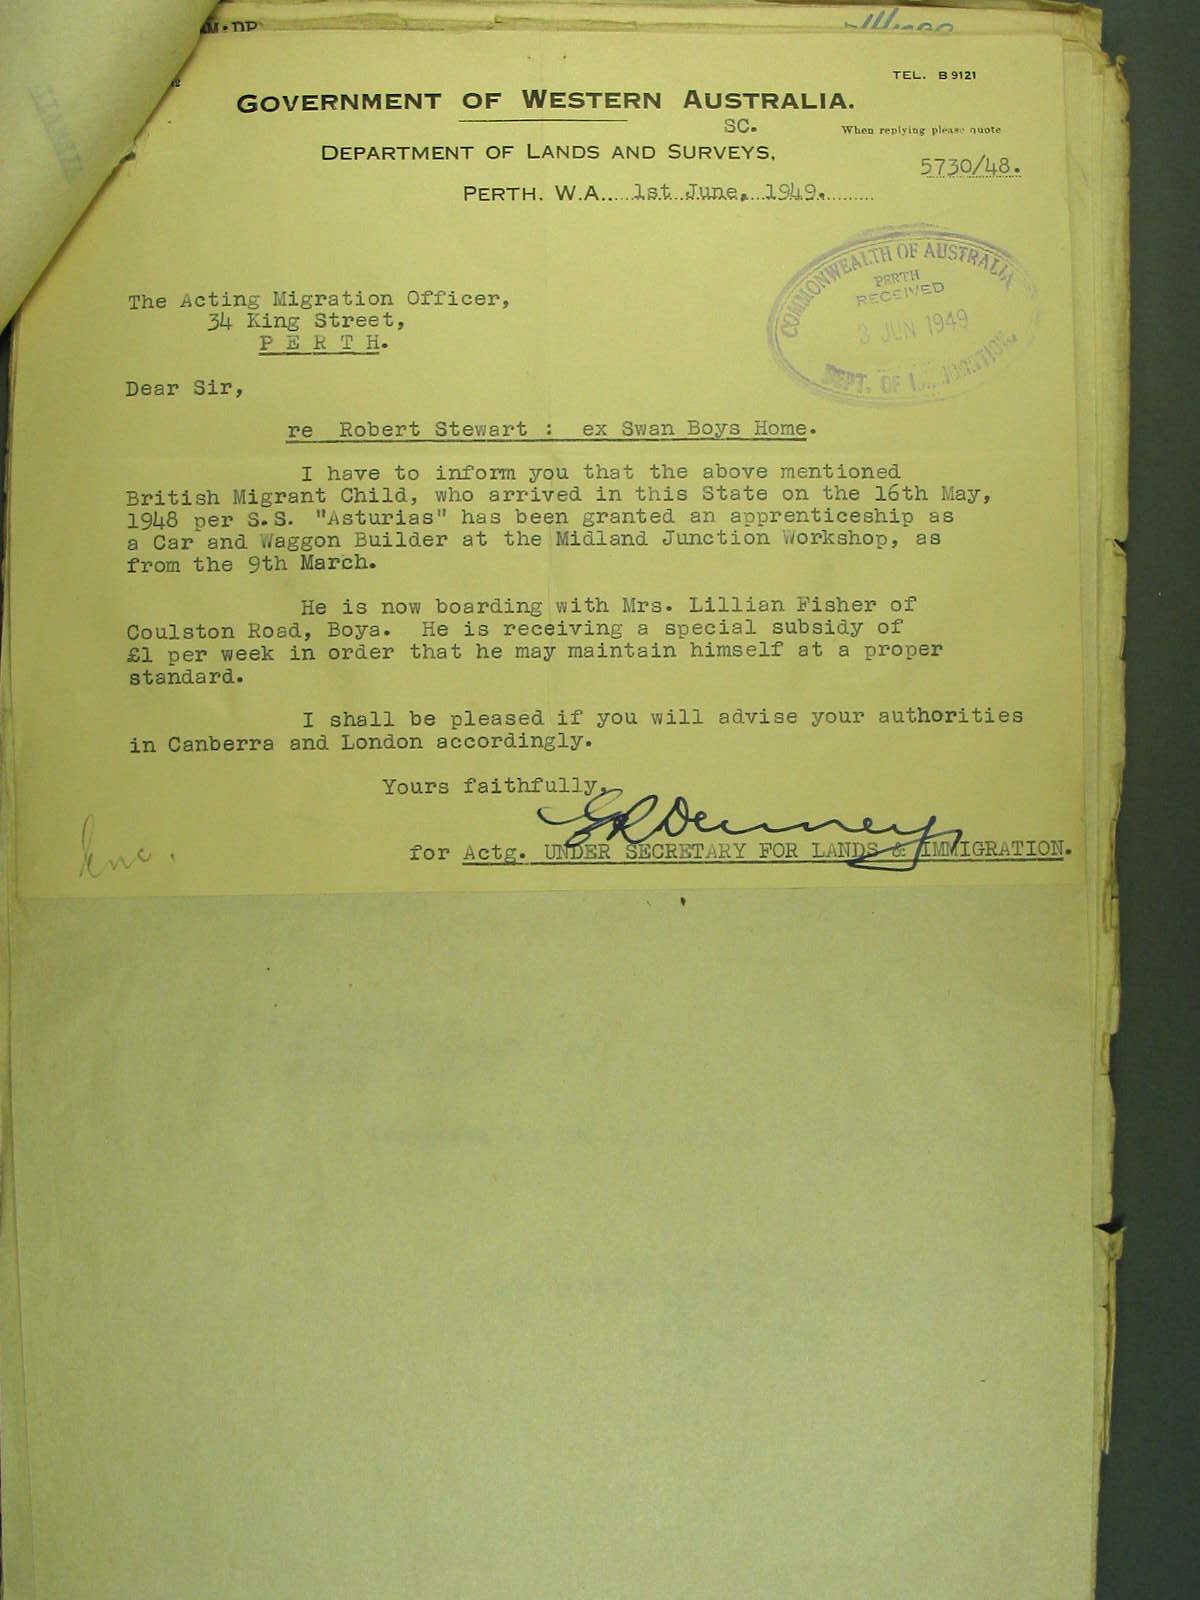 TEL. B 9121
GOVERNMENT OF WESTERN AUSTRALIA.
SC.
When replying please quote
DEPARTMENT OF LANDS AND SURVEYS,
5730/48.
PERTH. W.A. 1st June, 1949.
COMMONWEALTH OF AUSTRALIA
PERTH
RECEIVED
3 JUN 1949
DEPT. OF
The Acting Migration Officer,
34 King Street,
P E R T H.
Dear Sir,
re Robert Stewart : ex Swan Boys Home.
I have to inform you that the above mentioned
British Migrant Child, who arrived in this State on the 16th May,
1948 per S.S. "Asturias" has been granted an apprenticeship as
a Car and Waggon Builder at the Midland Junction Workshop, as
from the 9th March.
He is now boarding with Mrs. Lillian Fisher of
Coulston Road, Boya. He is receiving a special subsidy of
£1 per week in order that he may maintain himself at a proper
standard.
I shall be pleased if you will advise your authorities
in Canberra and London accordingly.
Yours faithfully,
for Actg. UNDER SECRETARY FOR LANDS & IMMIGRATION.